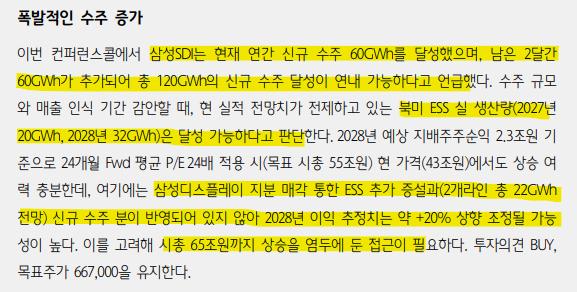 폭발적인 수주 증가
이번 컨퍼런스콜에서 삼성SDI는 현재 연간 신규 수주 60GWh를 달성했으며, 남은 2달간
60GWh가 추가되어 총 120GWh의 신규 수주 달성이 연내 가능하다고 언급했다. 수주 규모
와 매출 인식 기간 감안할 때, 현 실적 전망치가 전제하고 있는 북미 ESS 실 생산량(2027년
20GWh, 2028년 32GWh)은 달성 가능하다고 판단한다. 2028년 예상 지배주주순익 2.3조원 기
준으로 24개월 Fwd 평균 P/E 24배 적용 시(목표 시총 55조원) 현 가격(43조원)에서도 상승 여
력 충분한데, 여기에는 삼성디스플레이 지분 매각 통한 ESS 추가 증설과(2개라인 총 22GWh
전망) 신규 수주 분이 반영되어 있지 않아 2028년 이익 추정치는 약 +20% 상향 조정될 가능
성이 높다. 이를 고려해 시총 65조원까지 상승을 염두에 둔 접근이 필요하다. 투자의견 BUY,
목표주가 667,000을 유지한다.